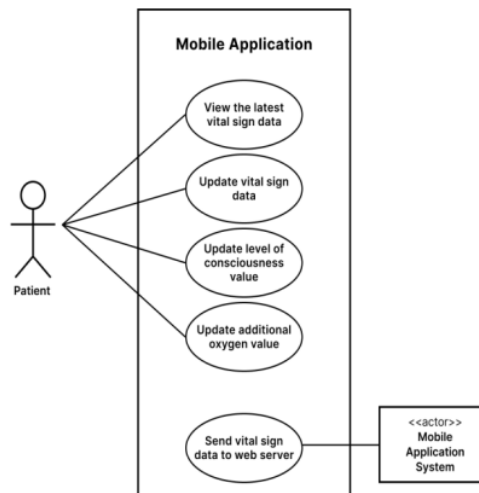 Mobile Application
View the latest
vital sign data
Update vital sign
data
Update level of
consciousness
value
Update additional
oxygen value
Patient
Send vital sign
data to web server
<<actor>>
Mobile
Application
System